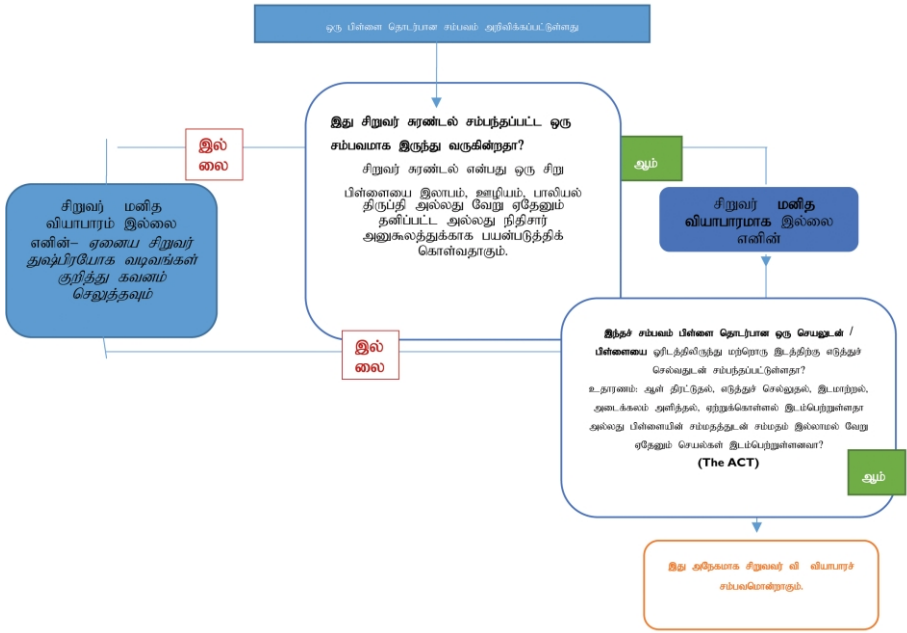 ஒரு பிள்ளை தொடர்பான சம்பவம் அறிவிக்கப்பட்டுள்ளது
இது சிறுவர் சுரண்டல் சம்பந்தப்பட்ட ஒரு
சம்பவமாக இருந்து வருகின்றதா?
சிறுவர் சுரண்டல் என்பது ஒரு சிறு
பிள்ளையை இலாபம், ஊழியம், பாலியல்
திருப்தி அல்லது வேறு ஏதேனும்
தனிப்பட்ட அல்லது நிதிசார்
அனுகூலத்துக்காக பயன்படுத்திக்
கொள்வதாகும்.
இல்
லை
ஆம்
சிறுவர் மனித
வியாபாரம் இல்லை
எனின்– ஏனைய சிறுவர்
துஷ்பிரயோக வடிவங்கள்
குறித்து கவனம்
செலுத்தவும்
சிறுவர் மனித
வியாபாரமாக இல்லை
எனின்
இல்
லை
இந்தச் சம்பவம் பிள்ளை தொடர்பான ஒரு செயலுடன் /
பிள்ளையை ஓரிடத்திலிருந்து மற்றொரு இடத்திற்கு எடுத்துச்
செல்வதுடன் சம்பந்தப்பட்டுள்ளதா?
உதாரணம்: ஆள் திரட்டுதல், எடுத்துச் செல்லுதல், இடமாற்றல்,
அடைக்கலம் அளித்தல், ஏற்றுக்கொள்ளல் இடம்பெற்றுள்ளதா
அல்லது பிள்ளையின் சம்மதத்துடன் சம்மதம் இல்லாமல் வேறு
ஏதேனும் செயல்கள் இடம்பெற்றுள்ளனவா?
(The ACT)
ஆம்
இது அநேகமாக சிறுவவர் வி வியாபாரச்
சம்பவமொன்றாகும்.